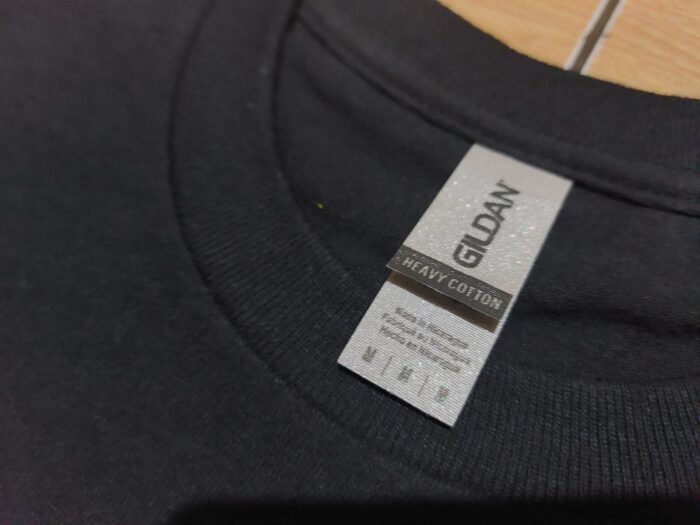 GILDAN
HEAVY COTTON
Made in Nicaragua
Fabriqué au Nicaragua
Hecho en Nicaragua
M | M | M